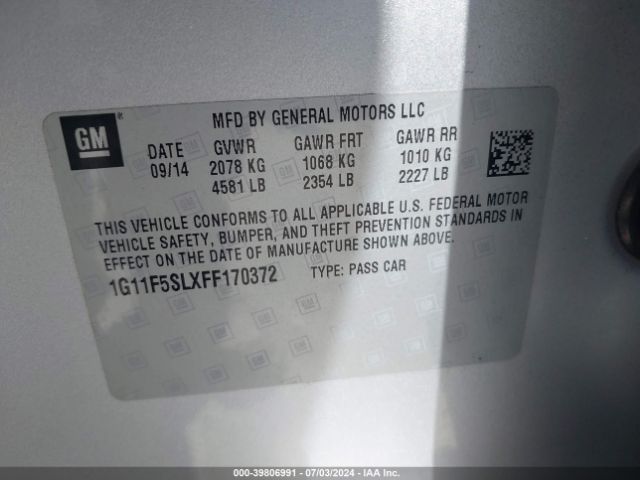 GM
MFD BY GENERAL MOTORS LLC
DATE GVWR GAWR FRT GAWR RR
09/14 2078 KG 1068 KG 1010 KG
4581 LB 2354 LB 2227 LB
THIS VEHICLE CONFORMS TO ALL APPLICABLE U.S. FEDERAL MOTOR
VEHICLE SAFETY, BUMPER, AND THEFT PREVENTION STANDARDS IN
EFFECT ON THE DATE OF MANUFACTURE SHOWN ABOVE.
1G11F5SLXFF170372 TYPE: PASS CAR
000-39806991 - 07/03/2024 - IAA Inc.